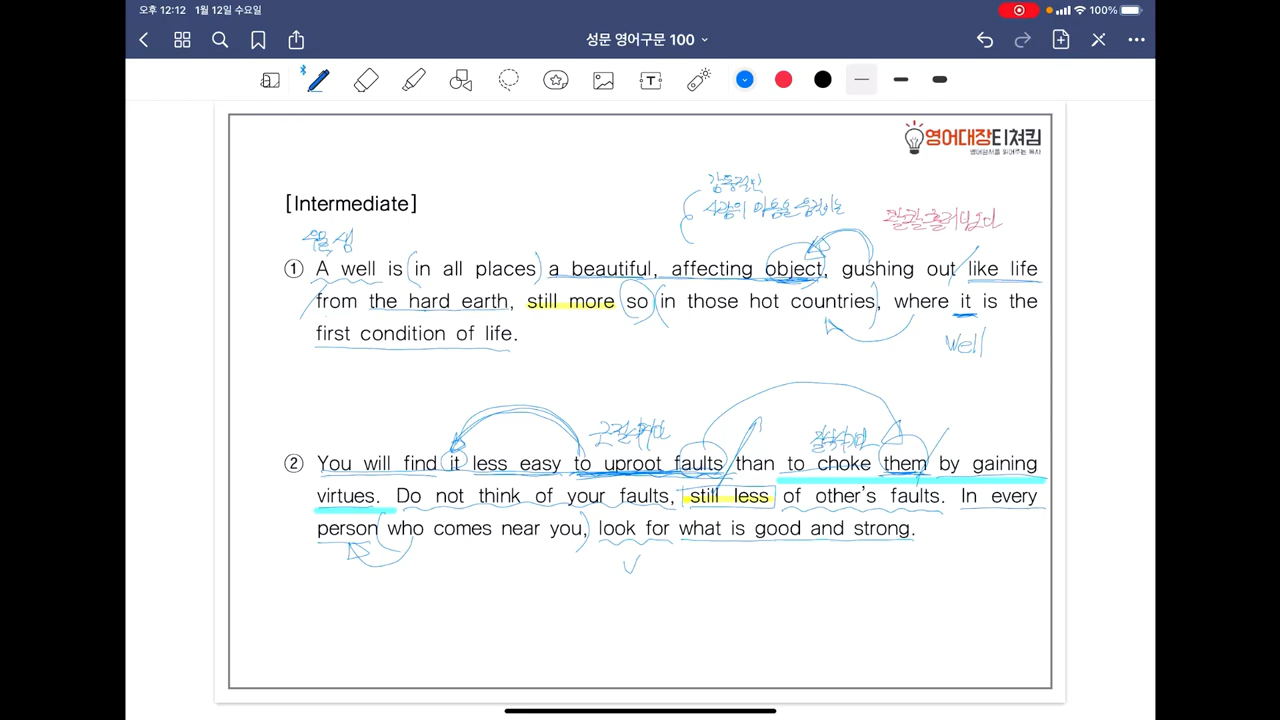 오후 12:12 1월 12일 수요일
100%
성문 영어구문 100
영어대장티쳐킴
[Intermediate]
감동적인
사람의 마음을 움직이는
콸콸 흘러나오다
우물, 샘
① A well is in all places a beautiful, affecting object, gushing out like life
from the hard earth, still more so in those hot countries, where it is the
first condition of life.
well
근절시키다
질식시키다
② You will find it less easy to uproot faults than to choke them by gaining
virtues. Do not think of your faults, still less of other's faults. In every
person who comes near you, look for what is good and strong.
V